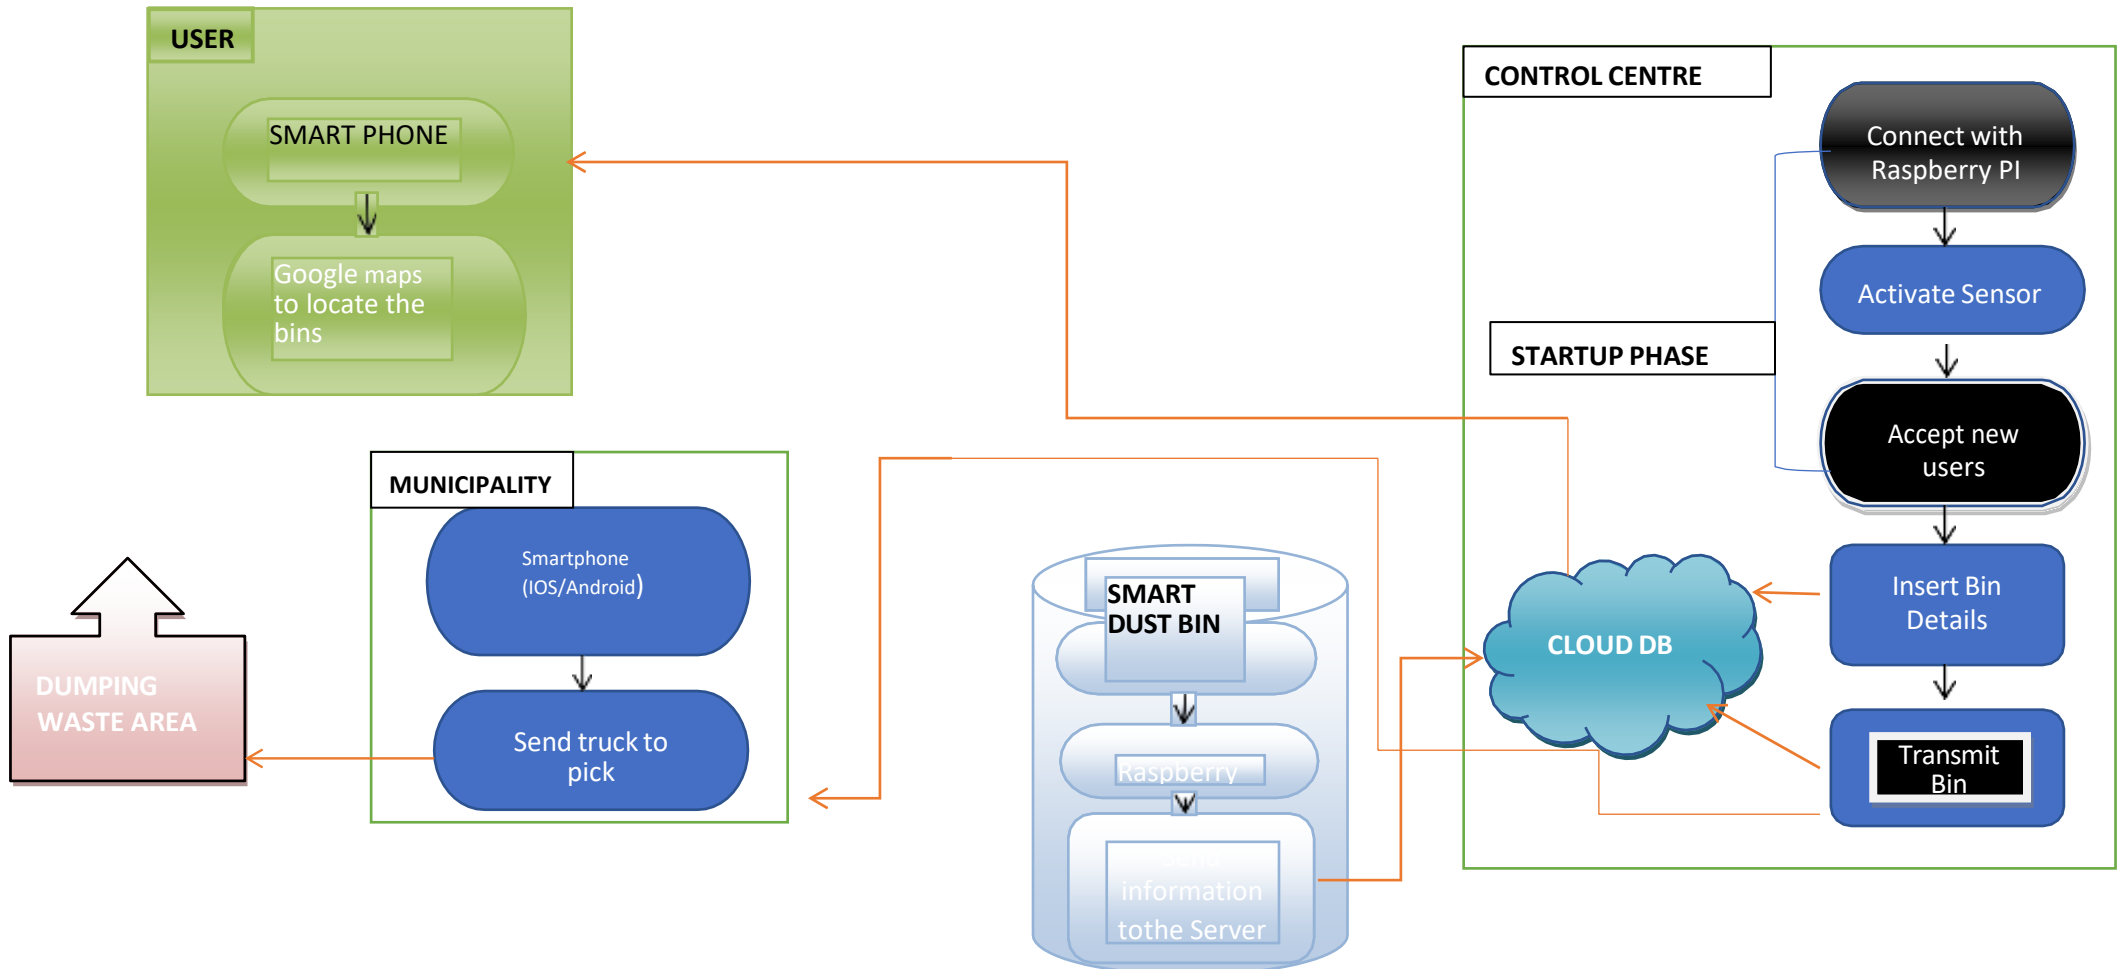 USER
SMART PHONE
Google maps
to locate the
bins
MUNICIPALITY
Smartphone
(IOS/Android)
Send truck to
pick
DUMPING
WASTE AREA
SMART
DUST BIN
Raspberry
information
tothe Server
CONTROL CENTRE
Connect with
Raspberry PI
Activate Sensor
STARTUP PHASE
Accept new
users
Insert Bin
Details
CLOUD DB
Transmit
Bin